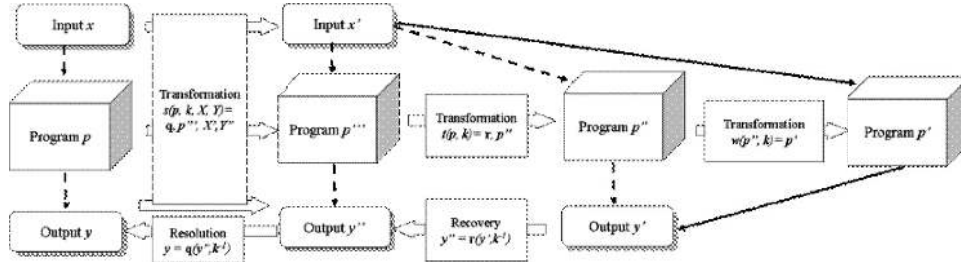 Input x
Input x'
Transformation
s(p, k, X, Y)=
q, p''', X', Y''
Program p
Program p'''
Transformation
t(p, k)= r, p''
Program p''
Transformation
w(p'', k)= p'
Program p'
Output y
Resolution
y = q(y'',k⁻¹)
Output y''
Recovery
y'' = r(y',k⁻¹)
Output y'